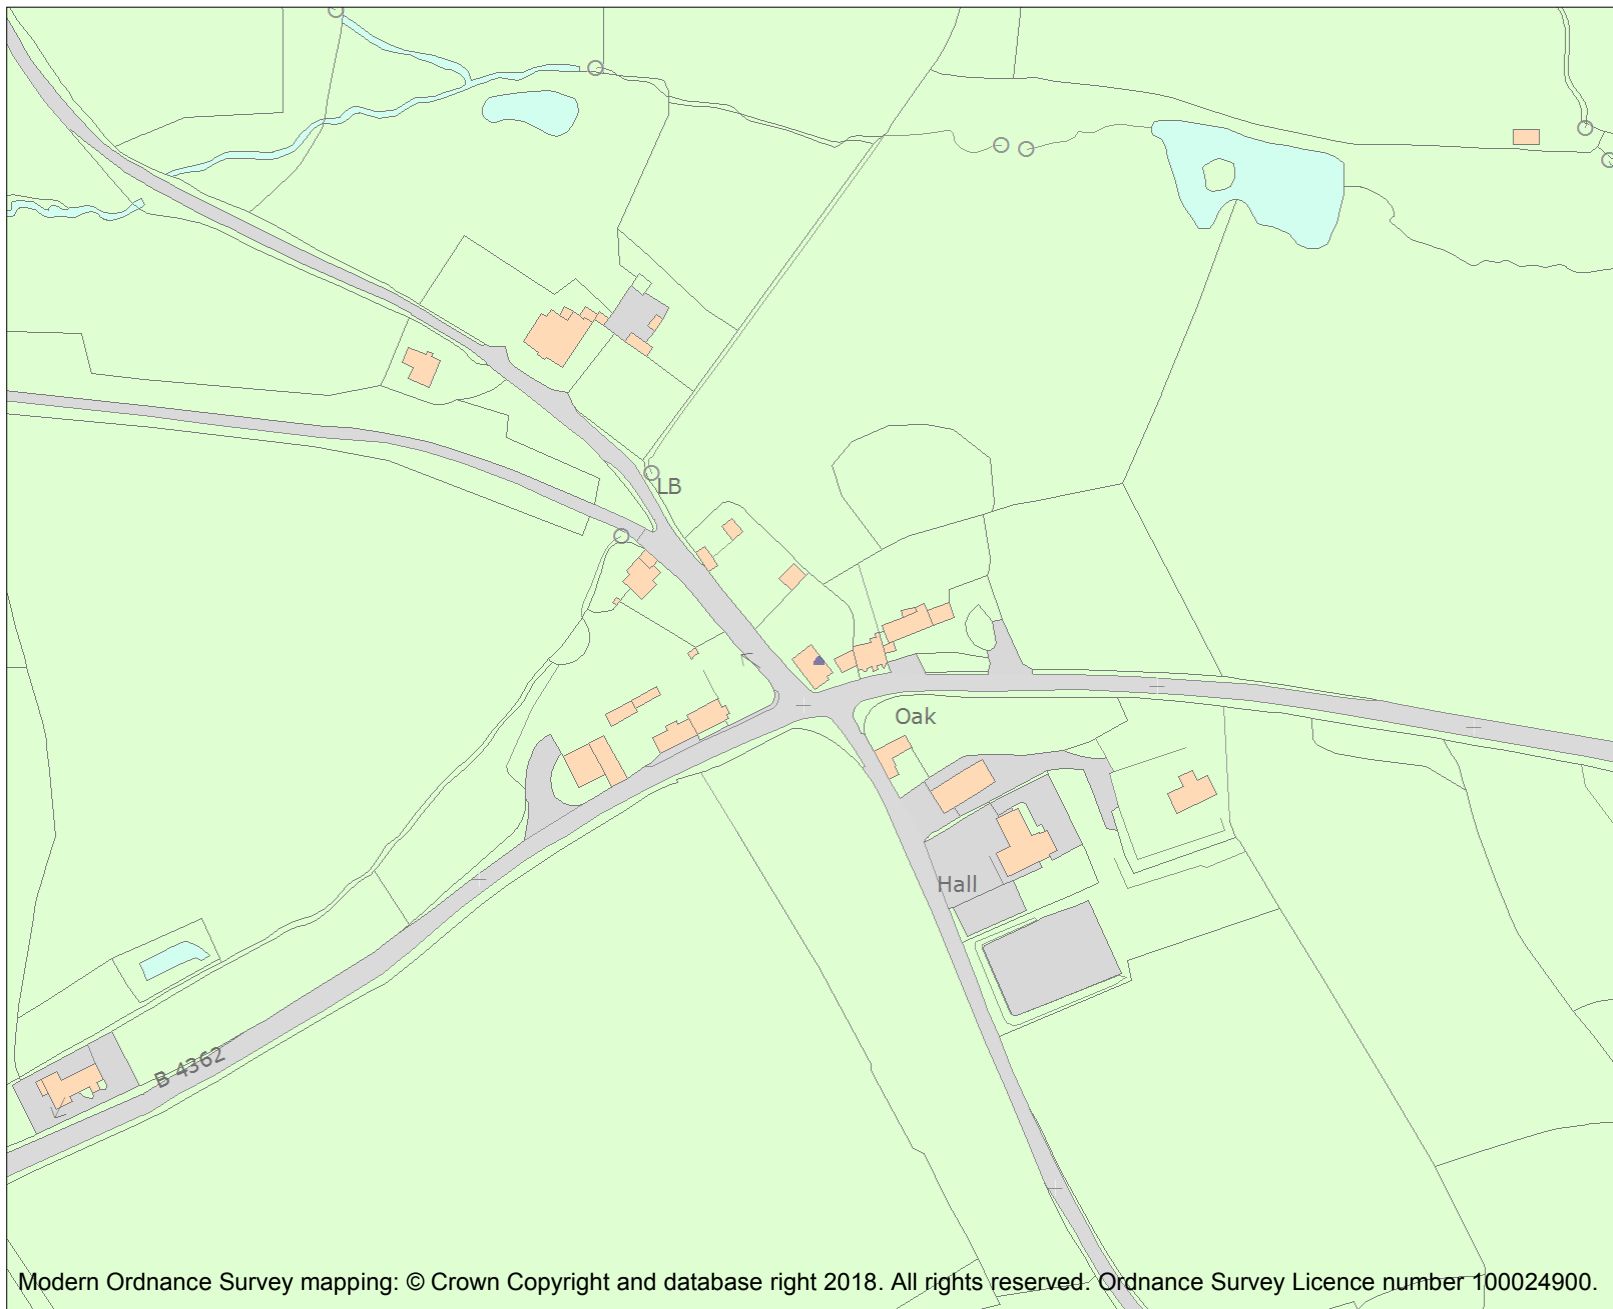 LB
Oak
Hall
B 4362
Modern Ordnance Survey mapping: © Crown Copyright and database right 2018. All rights reserved. Ordnance Survey Licence number 100024900.